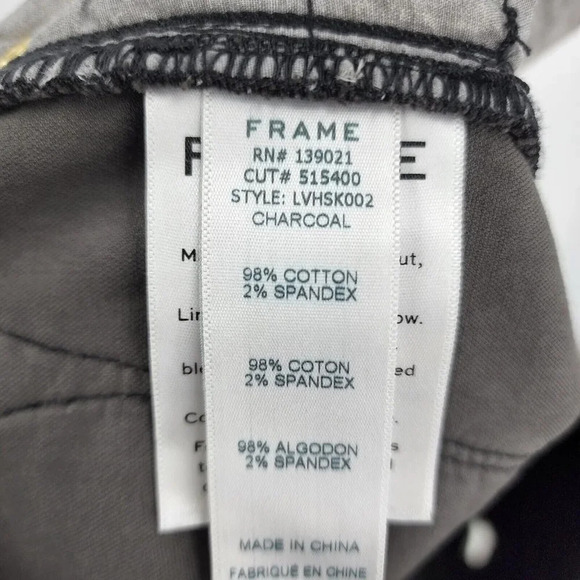 FRAME
RN# 139021
CUT# 515400
STYLE: LVHSK002
CHARCOAL
98% COTTON
2% SPANDEX
98% COTON
2% SPANDEX
98% ALGODON
2% SPANDEX
MADE IN CHINA
FABRIQUÉ EN CHINE